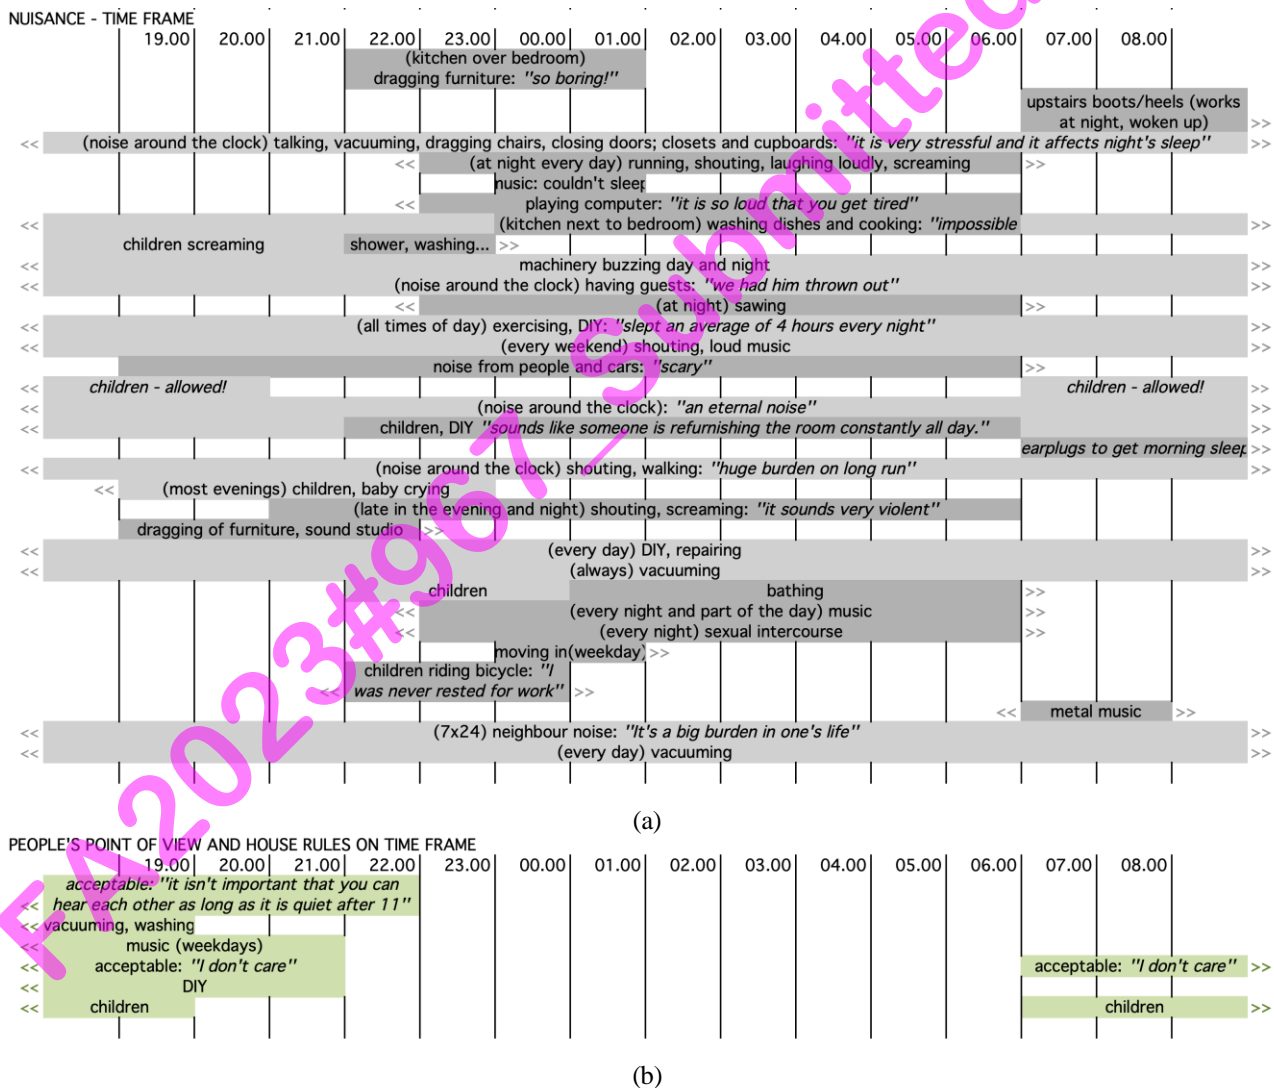 NUISANCE - TIME FRAME
19.00 20.00 21.00 22.00 23.00 00.00 01.00 02.00 03.00 04.00 05.00 06.00 07.00 08.00
(kitchen over bedroom)
dragging furniture: "so boring!"
upstairs boots/heels (works
at night, woken up) >>
<< (noise around the clock) talking, vacuuming, dragging chairs, closing doors; closets and cupboards: "it is very stressful and it affects night's sleep" >>
<< (at night every day) running, shouting, laughing loudly, screaming >>
music: couldn't sleep
<< playing computer: "it is so loud that you get tired"
<< (kitchen next to bedroom) washing dishes and cooking: "impossible >>
children screaming shower, washing... >>
<< machinery buzzing day and night >>
<< (noise around the clock) having guests: "we had him thrown out" >>
<< (at night) sawing >>
<< (all times of day) exercising, DIY: "slept an average of 4 hours every night" >>
<< (every weekend) shouting, loud music >>
noise from people and cars: "scary" >>
<< children - allowed! children - allowed! >>
<< (noise around the clock): "an eternal noise" >>
<< children, DIY "sounds like someone is refurnishing the room constantly all day." >>
earplugs to get morning sleep >>
<< (noise around the clock) shouting, walking: "huge burden on long run" >>
<< (most evenings) children, baby crying
(late in the evening and night) shouting, screaming: "it sounds very violent"
dragging of furniture, sound studio >>
<< (every day) DIY, repairing >>
<< (always) vacuuming >>
children bathing >>
<< (every night and part of the day) music >>
<< (every night) sexual intercourse >>
moving in(weekday) >>
children riding bicycle: "I
<< was never rested for work" >>
<< metal music >>
<< (7x24) neighbour noise: "It's a big burden in one's life" >>
<< (every day) vacuuming >>
(a)
PEOPLE'S POINT OF VIEW AND HOUSE RULES ON TIME FRAME
19.00 20.00 21.00 22.00 23.00 00.00 01.00 02.00 03.00 04.00 05.00 06.00 07.00 08.00
acceptable: "it isn't important that you can
<< hear each other as long as it is quiet after 11"
<< vacuuming, washing
<< music (weekdays)
<< acceptable: "I don't care" acceptable: "I don't care" >>
<< DIY
<< children children >>
(b)
FA2023#967_Submitted